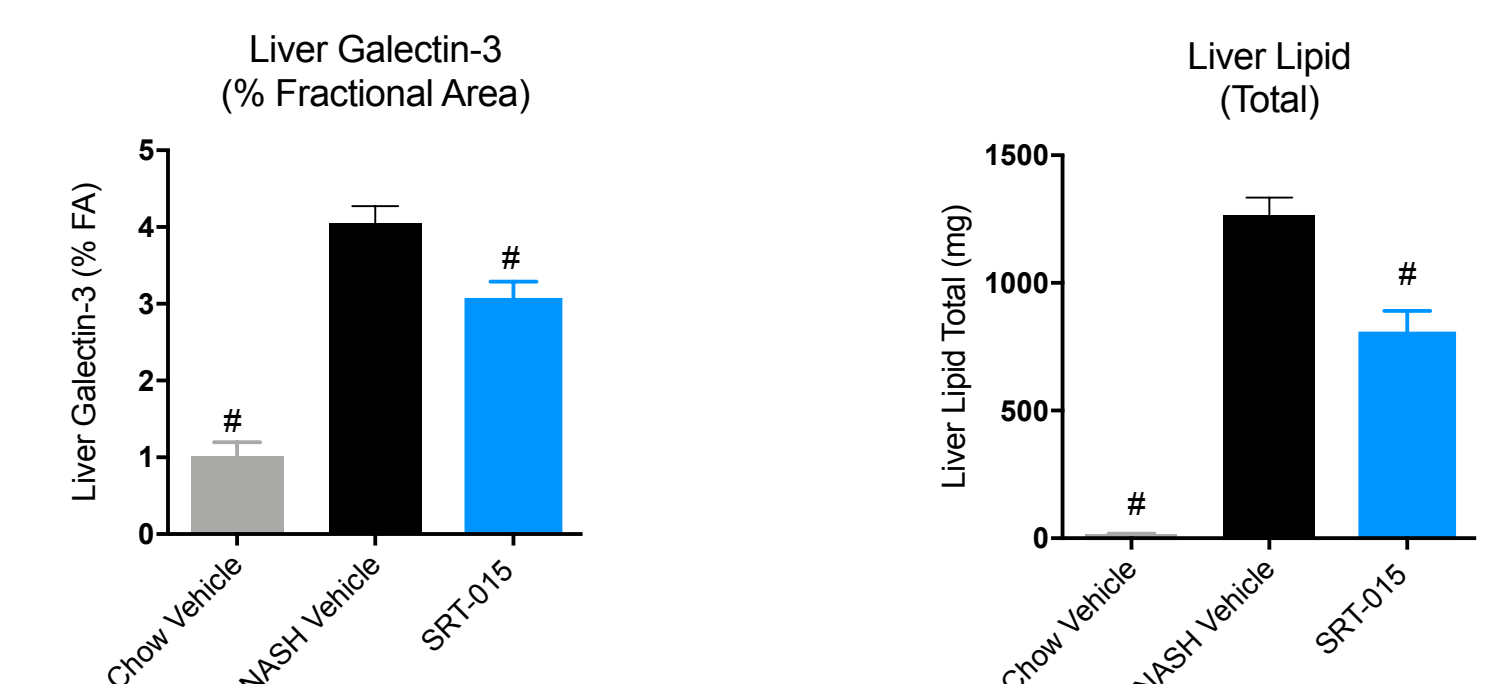 Liver Galectin-3
(% Fractional Area)
Liver Galectin-3 (% FA)
5
4
3
2
1
0
#
#
Chow Vehicle
NASH Vehicle
SRT-015
Liver Lipid
(Total)
Liver Lipid Total (mg)
1500
1000
500
0
#
#
Chow Vehicle
NASH Vehicle
SRT-015